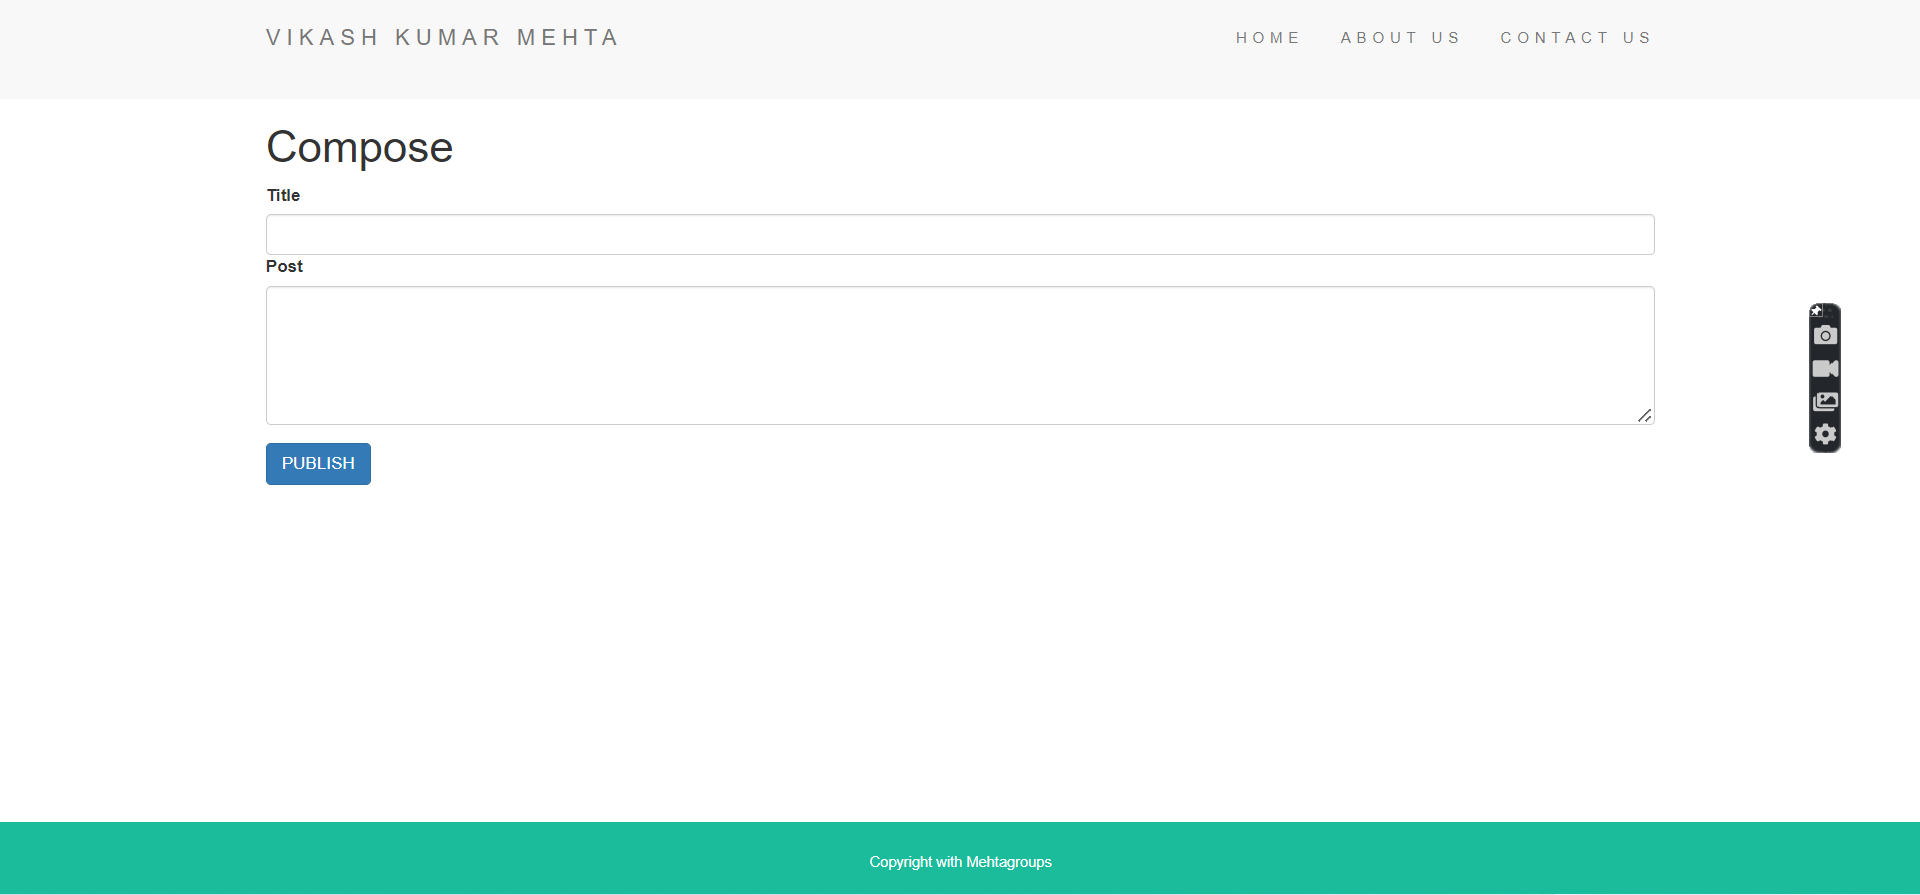 VIKASH KUMAR MEHTA
HOME ABOUT US CONTACT US
Compose
Title
Post
PUBLISH
Copyright with Mehtagroups